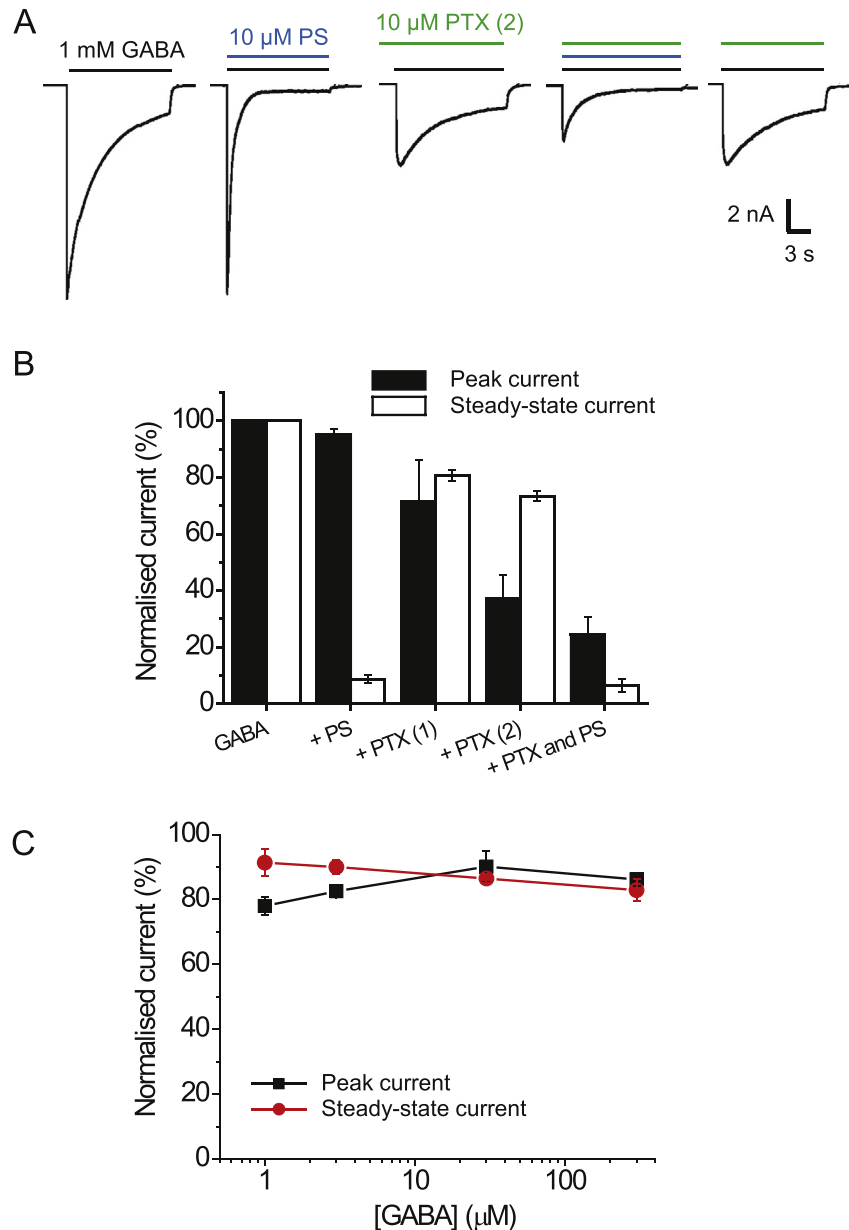 A
1 mM GABA
10 µM PS
10 µM PTX (2)
2 nA
3 s
B
Peak current
Steady-state current
Normalised current (%)
100
80
60
40
20
0
GABA
+ PS
+ PTX (1)
+ PTX (2)
+ PTX and PS
C
Normalised current (%)
100
80
60
40
20
0
Peak current
Steady-state current
1
10
100
[GABA] (µM)